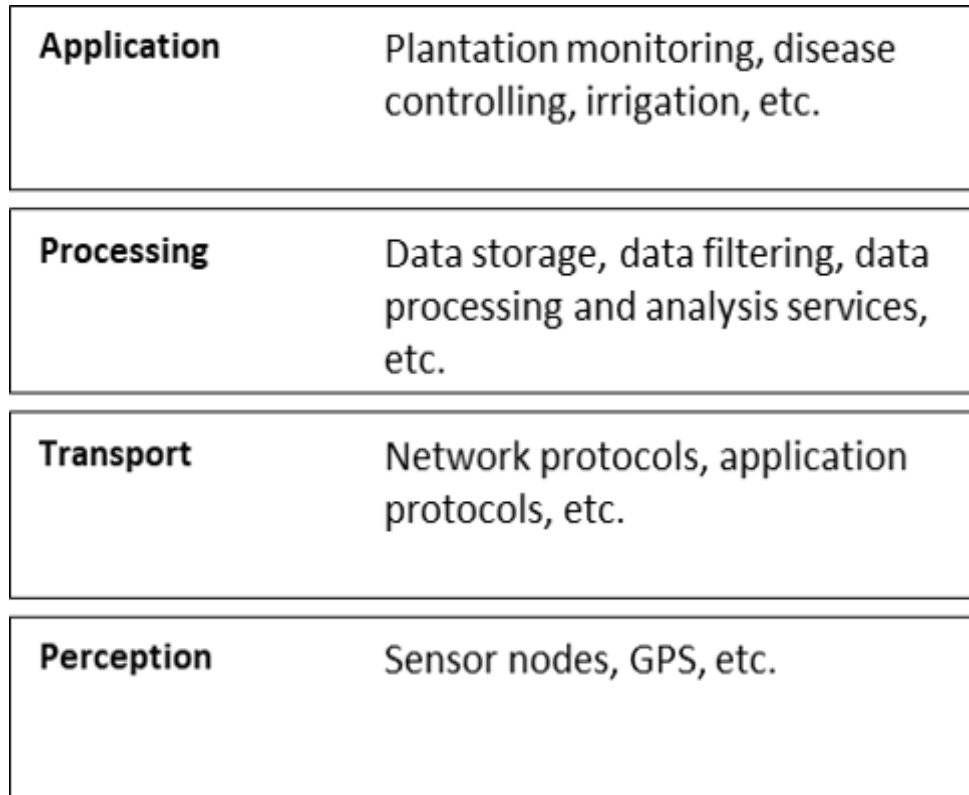 Application
Plantation monitoring, disease
controlling, irrigation, etc.
Processing
Data storage, data filtering, data
processing and analysis services,
etc.
Transport
Network protocols, application
protocols, etc.
Perception
Sensor nodes, GPS, etc.